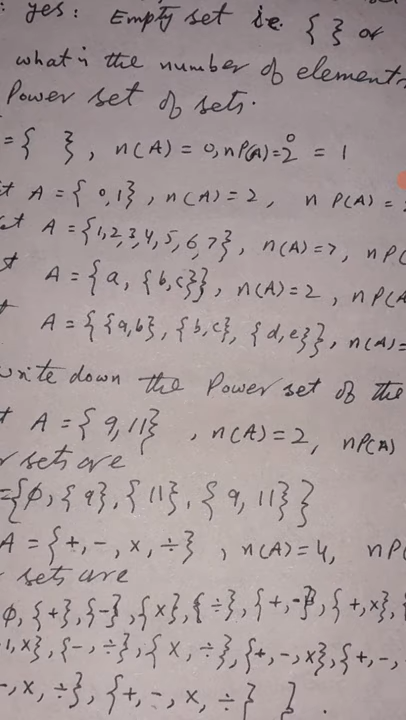 : yes: Empty set i.e. { } or
what is the number of elements
Power set of sets.
= { }, n(A) = 0, nP(A) = 2⁰ = 1
t A = { 0, 1 }, n(A) = 2, n P(A) =
et A = {1, 2, 3, 4, 5, 6, 7}, n(A) = 7, nP(
t A = {a, {b, c}}, n(A) = 2, nP(A
t A = { {a, b}, {b, c}, {d, e}}, n(A) =
write down the Power set of the
t A = { 9, 11 }, n(A) = 2, nP(A)
r sets are
= {ϕ, { 9 }, { 11 }, { 9, 11 } }
A = { +, -, ×, ÷ }, n(A) = 4, nP(
sets are
ϕ, { + }, { - }, { × }, { ÷ }, { +, - }, { +, × }, {
, × }, { -, ÷ }, { ×, ÷ }, { +, -, × }, { +, -,
-, ×, ÷ }, { +, -, ×, ÷ } }.